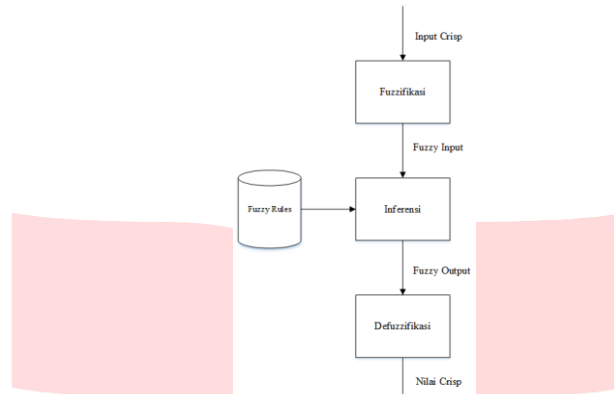 Input Crisp
Fuzzifikasi
Fuzzy Input
Fuzzy Rules
Inferensi
Fuzzy Output
Defuzzifikasi
Nilai Crisp